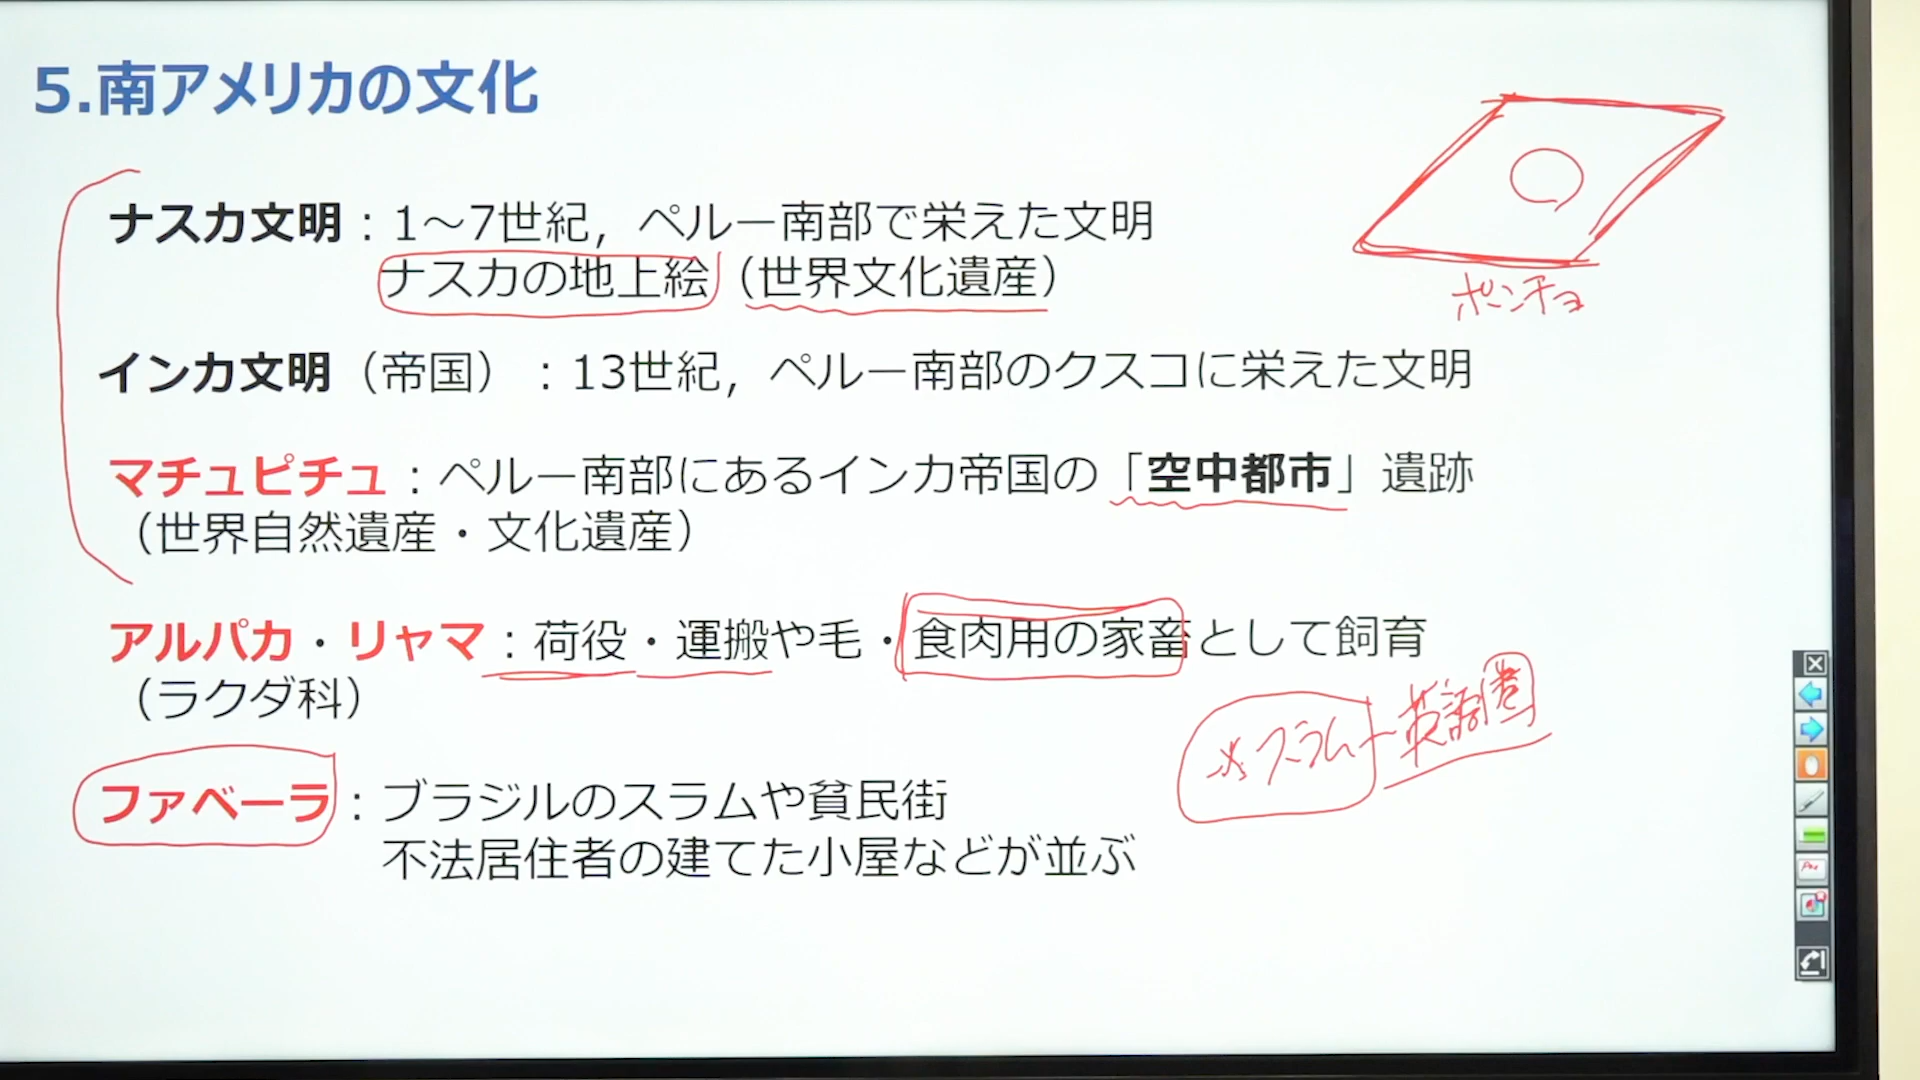 5.南アメリカの文化
ナスカ文明：1～7世紀，ペルー南部で栄えた文明
ナスカの地上絵（世界文化遺産）
ポンチョ
インカ文明（帝国）：13世紀，ペルー南部のクスコに栄えた文明
マチュピチュ：ペルー南部にあるインカ帝国の「空中都市」遺跡
（世界自然遺産・文化遺産）
アルパカ・リャマ：荷役・運搬や毛・食肉用の家畜として飼育
（ラクダ科）
※スラム－英語圏
ファベーラ：ブラジルのスラムや貧民街
不法居住者の建てた小屋などが並ぶ